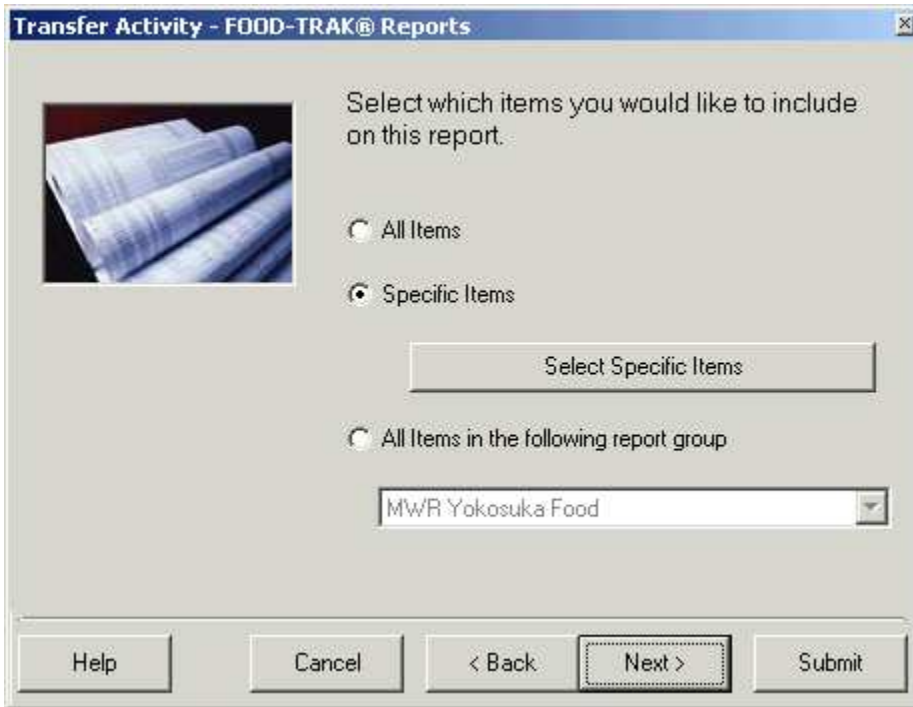 Transfer Activity - FOOD-TRAK® Reports
Select which items you would like to include
on this report.
All Items
Specific Items
Select Specific Items
All Items in the following report group
MWR Yokosuka Food
Help
Cancel
< Back
Next >
Submit